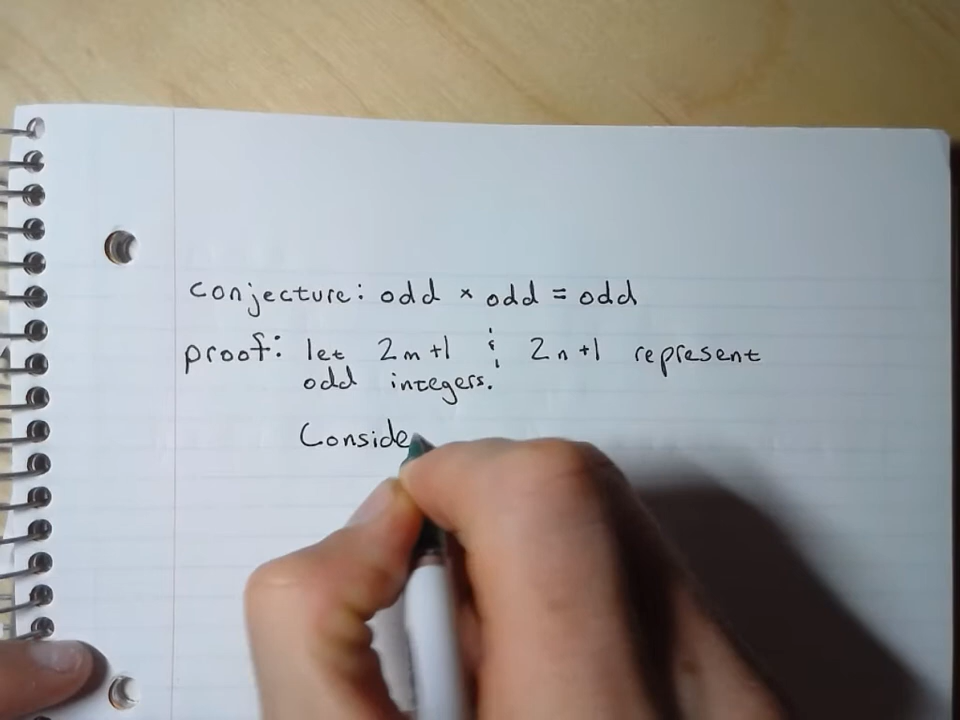 conjecture: odd × odd = odd
proof: let 2m+1 & 2n+1 represent
odd integers.
Conside